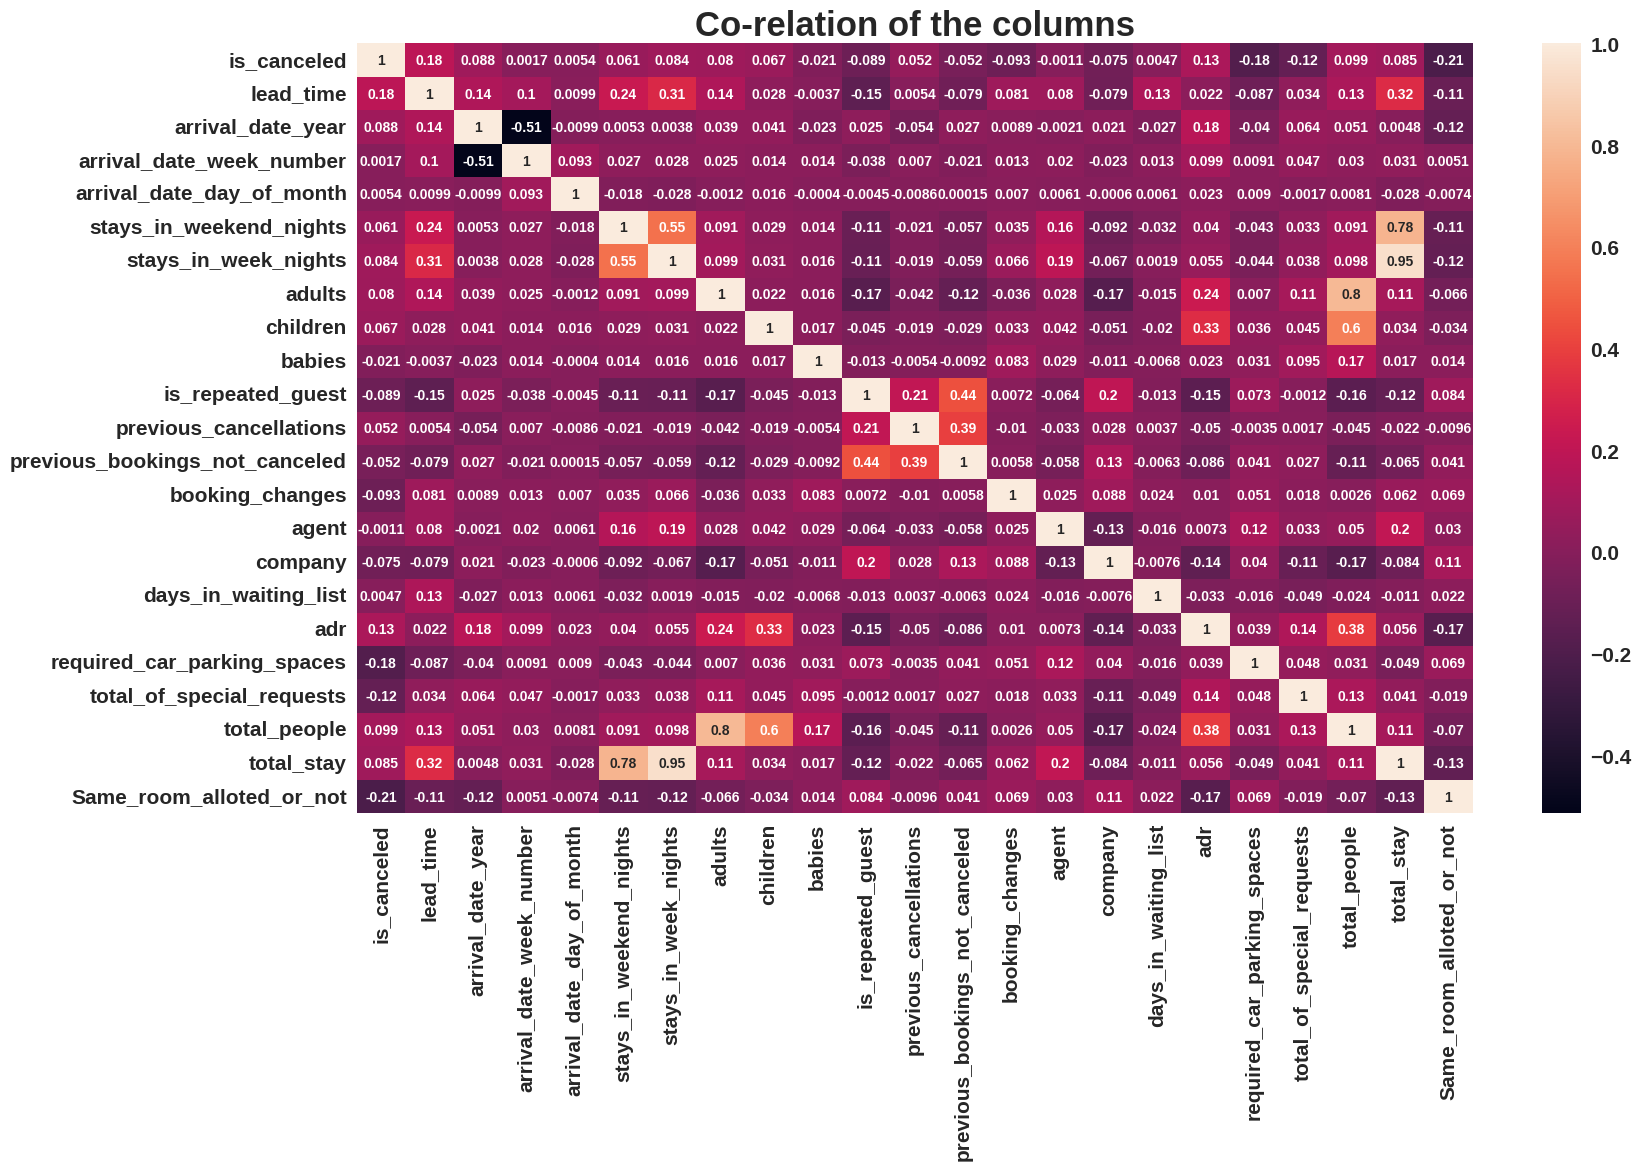 Co-relation of the columns
is_canceled 1 0.18 0.088 0.0017 0.0054 0.061 0.084 0.08 0.067 -0.021 -0.089 0.052 -0.052 -0.093 -0.0011 -0.075 0.0047 0.13 -0.18 -0.12 0.099 0.085 -0.21
lead_time 0.18 1 0.14 0.1 0.0099 0.24 0.31 0.14 0.028 -0.0037 -0.15 0.0054 -0.079 0.081 0.08 -0.079 0.13 0.022 -0.087 0.034 0.13 0.32 -0.11
arrival_date_year 0.088 0.14 1 -0.51 -0.0099 0.0053 0.0038 0.039 0.041 -0.023 0.025 -0.054 0.027 0.0089 -0.0021 0.021 -0.027 0.18 -0.04 0.064 0.051 0.0048 -0.12
arrival_date_week_number 0.0017 0.1 -0.51 1 0.093 0.027 0.028 0.025 0.014 0.014 -0.038 0.007 -0.021 0.013 0.02 -0.023 0.013 0.099 0.0091 0.047 0.03 0.031 0.0051
arrival_date_day_of_month 0.0054 0.0099 -0.0099 0.093 1 -0.018 -0.028 -0.0012 0.016 -0.0004 -0.0045 -0.0086 0.00015 0.007 0.0061 -0.0006 0.0061 0.023 0.009 -0.0017 0.0081 -0.028 -0.0074
stays_in_weekend_nights 0.061 0.24 0.0053 0.027 -0.018 1 0.55 0.091 0.029 0.014 -0.11 -0.021 -0.057 0.035 0.16 -0.092 -0.032 0.04 -0.043 0.033 0.091 0.78 -0.11
stays_in_week_nights 0.084 0.31 0.0038 0.028 -0.028 0.55 1 0.099 0.031 0.016 -0.11 -0.019 -0.059 0.066 0.19 -0.067 0.0019 0.055 -0.044 0.038 0.098 0.95 -0.12
adults 0.08 0.14 0.039 0.025 -0.0012 0.091 0.099 1 0.022 0.016 -0.17 -0.042 -0.12 -0.036 0.028 -0.17 -0.015 0.24 0.007 0.11 0.8 0.11 -0.066
children 0.067 0.028 0.041 0.014 0.016 0.029 0.031 0.022 1 0.017 -0.045 -0.019 -0.029 0.033 0.042 -0.051 -0.02 0.33 0.036 0.045 0.6 0.034 -0.034
babies -0.021 -0.0037 -0.023 0.014 -0.0004 0.014 0.016 0.016 0.017 1 -0.013 -0.0054 -0.0092 0.083 0.029 -0.011 -0.0068 0.023 0.031 0.095 0.17 0.017 0.014
is_repeated_guest -0.089 -0.15 0.025 -0.038 -0.0045 -0.11 -0.11 -0.17 -0.045 -0.013 1 0.21 0.44 0.0072 -0.064 0.2 -0.013 -0.15 0.073 -0.0012 -0.16 -0.12 0.084
previous_cancellations 0.052 0.0054 -0.054 0.007 -0.0086 -0.021 -0.019 -0.042 -0.019 -0.0054 0.21 1 0.39 -0.01 -0.033 0.028 0.0037 -0.05 -0.0035 0.0017 -0.045 -0.022 -0.0096
previous_bookings_not_canceled -0.052 -0.079 0.027 -0.021 0.00015 -0.057 -0.059 -0.12 -0.029 -0.0092 0.44 0.39 1 0.0058 -0.058 0.13 -0.0063 -0.086 0.041 0.027 -0.11 -0.065 0.041
booking_changes -0.093 0.081 0.0089 0.013 0.007 0.035 0.066 -0.036 0.033 0.083 0.0072 -0.01 0.0058 1 0.025 0.088 0.024 0.01 0.051 0.018 0.0026 0.062 0.069
agent -0.0011 0.08 -0.0021 0.02 0.0061 0.16 0.19 0.028 0.042 0.029 -0.064 -0.033 -0.058 0.025 1 -0.13 -0.016 0.0073 0.12 0.033 0.05 0.2 0.03
company -0.075 -0.079 0.021 -0.023 -0.0006 -0.092 -0.067 -0.17 -0.051 -0.011 0.2 0.028 0.13 0.088 -0.13 1 -0.0076 -0.14 0.04 -0.11 -0.17 -0.084 0.11
days_in_waiting_list 0.0047 0.13 -0.027 0.013 0.0061 -0.032 0.0019 -0.015 -0.02 -0.0068 -0.013 0.0037 -0.0063 0.024 -0.016 -0.0076 1 -0.033 -0.016 -0.049 -0.024 -0.011 0.022
adr 0.13 0.022 0.18 0.099 0.023 0.04 0.055 0.24 0.33 0.023 -0.15 -0.05 -0.086 0.01 0.0073 -0.14 -0.033 1 0.039 0.14 0.38 0.056 -0.17
required_car_parking_spaces -0.18 -0.087 -0.04 0.0091 0.009 -0.043 -0.044 0.007 0.036 0.031 0.073 -0.0035 0.041 0.051 0.12 0.04 -0.016 0.039 1 0.048 0.031 -0.049 0.069
total_of_special_requests -0.12 0.034 0.064 0.047 -0.0017 0.033 0.038 0.11 0.045 0.095 -0.0012 0.0017 0.027 0.018 0.033 -0.11 -0.049 0.14 0.048 1 0.13 0.041 -0.019
total_people 0.099 0.13 0.051 0.03 0.0081 0.091 0.098 0.8 0.6 0.17 -0.16 -0.045 -0.11 0.0026 0.05 -0.17 -0.024 0.38 0.031 0.13 1 0.11 -0.07
total_stay 0.085 0.32 0.0048 0.031 -0.028 0.78 0.95 0.11 0.034 0.017 -0.12 -0.022 -0.065 0.062 0.2 -0.084 -0.011 0.056 -0.049 0.041 0.11 1 -0.13
Same_room_alloted_or_not -0.21 -0.11 -0.12 0.0051 -0.0074 -0.11 -0.12 -0.066 -0.034 0.014 0.084 -0.0096 0.041 0.069 0.03 0.11 0.022 -0.17 0.069 -0.019 -0.07 -0.13 1
is_canceled
lead_time
arrival_date_year
arrival_date_week_number
arrival_date_day_of_month
stays_in_weekend_nights
stays_in_week_nights
adults
children
babies
is_repeated_guest
previous_cancellations
previous_bookings_not_canceled
booking_changes
agent
company
days_in_waiting_list
adr
required_car_parking_spaces
total_of_special_requests
total_people
total_stay
Same_room_alloted_or_not
1.0
0.8
0.6
0.4
0.2
0.0
−0.2
−0.4